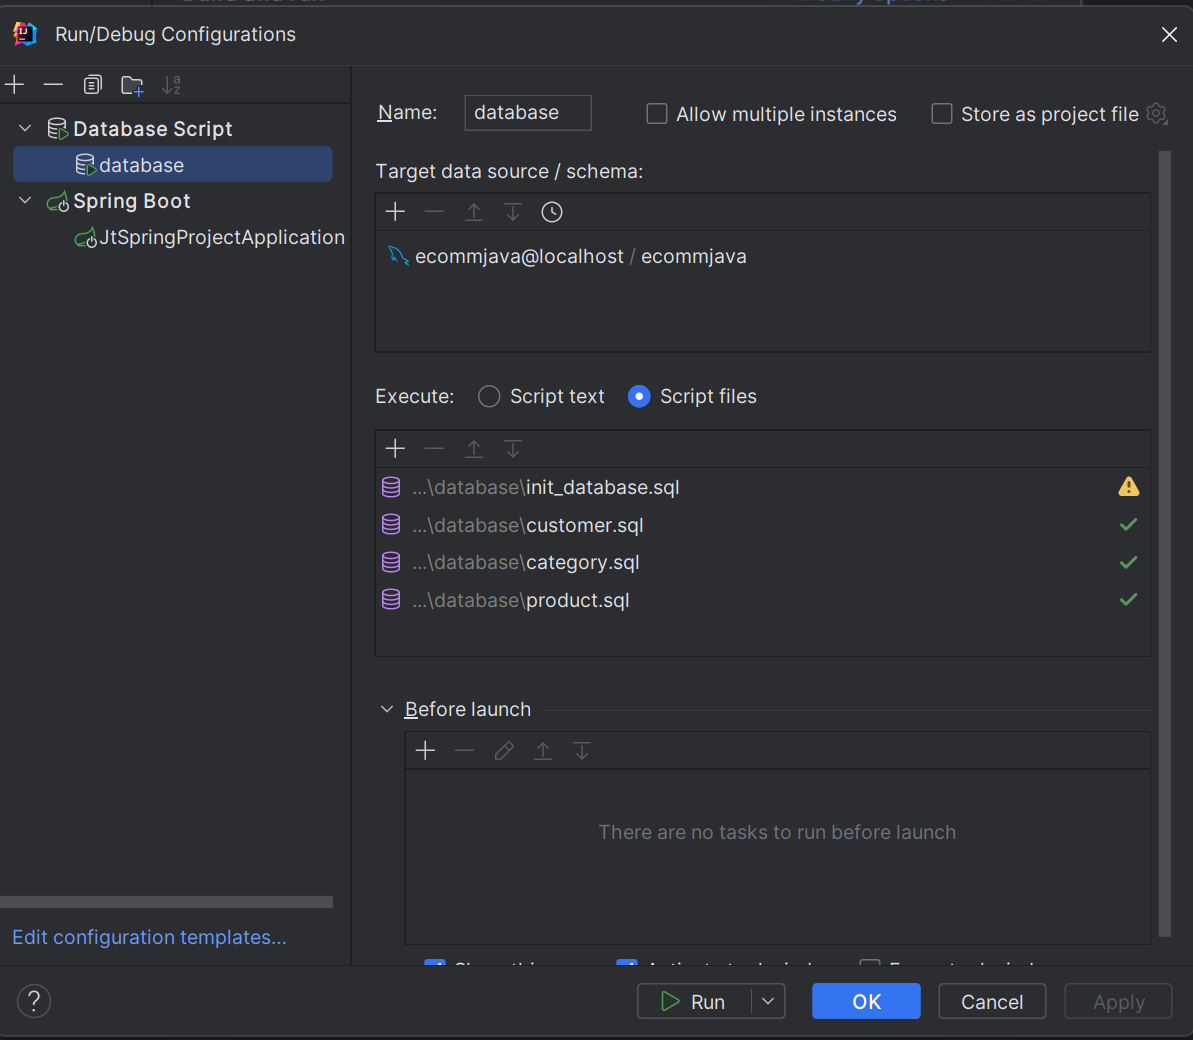 Run/Debug Configurations
Database Script
database
Spring Boot
JtSpringProjectApplication
Edit configuration templates...
Name: database Allow multiple instances Store as project file
Target data source / schema:
ecommjava@localhost / ecommjava
Execute: Script text Script files
...\database\init_database.sql
...\database\customer.sql
...\database\category.sql
...\database\product.sql
Before launch
There are no tasks to run before launch
? Run OK Cancel Apply